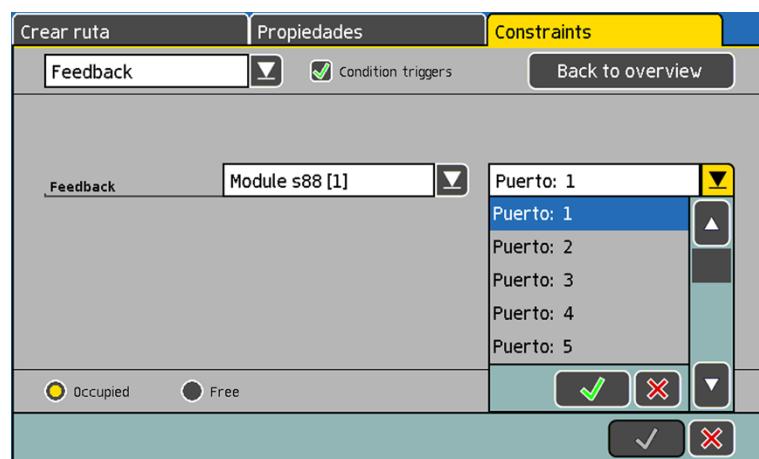 Crear ruta
Propiedades
Constraints
Feedback
Condition triggers
Back to overview
Feedback
Module s88 [1]
Puerto: 1
Puerto: 1
Puerto: 2
Puerto: 3
Puerto: 4
Puerto: 5
Occupied
Free